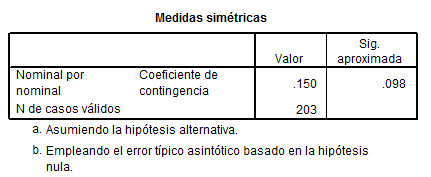 Medidas simétricas
Valor
Sig. aproximada
Nominal por nominal
Coeficiente de contingencia
.150
.098
N de casos válidos
203
a. Asumiendo la hipótesis alternativa.
b. Empleando el error típico asintótico basado en la hipótesis
nula.